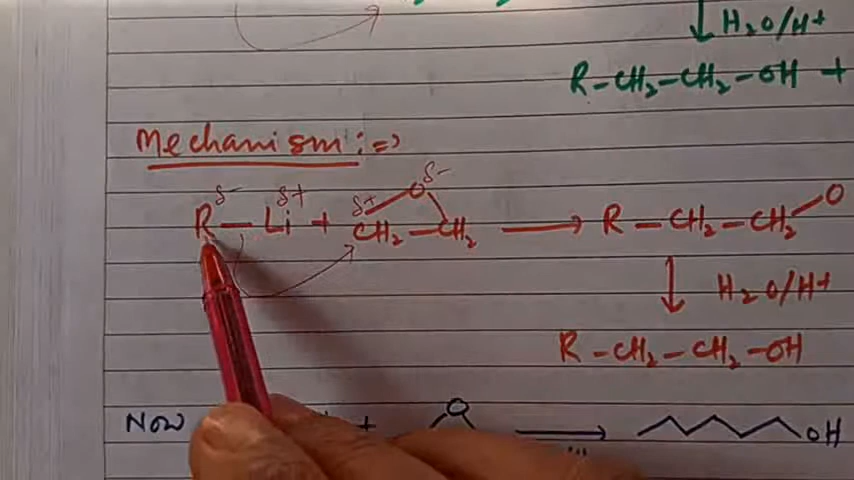 H₂O/H+
R-CH₂-CH₂-OH +
Mechanism :=>
δ- δ+ δ+ δ-
R—Li + CH₂—CH₂ O → R—CH₂—CH₂ O
H₂O/H+
R-CH₂-CH₂-OH
Now + O → OH